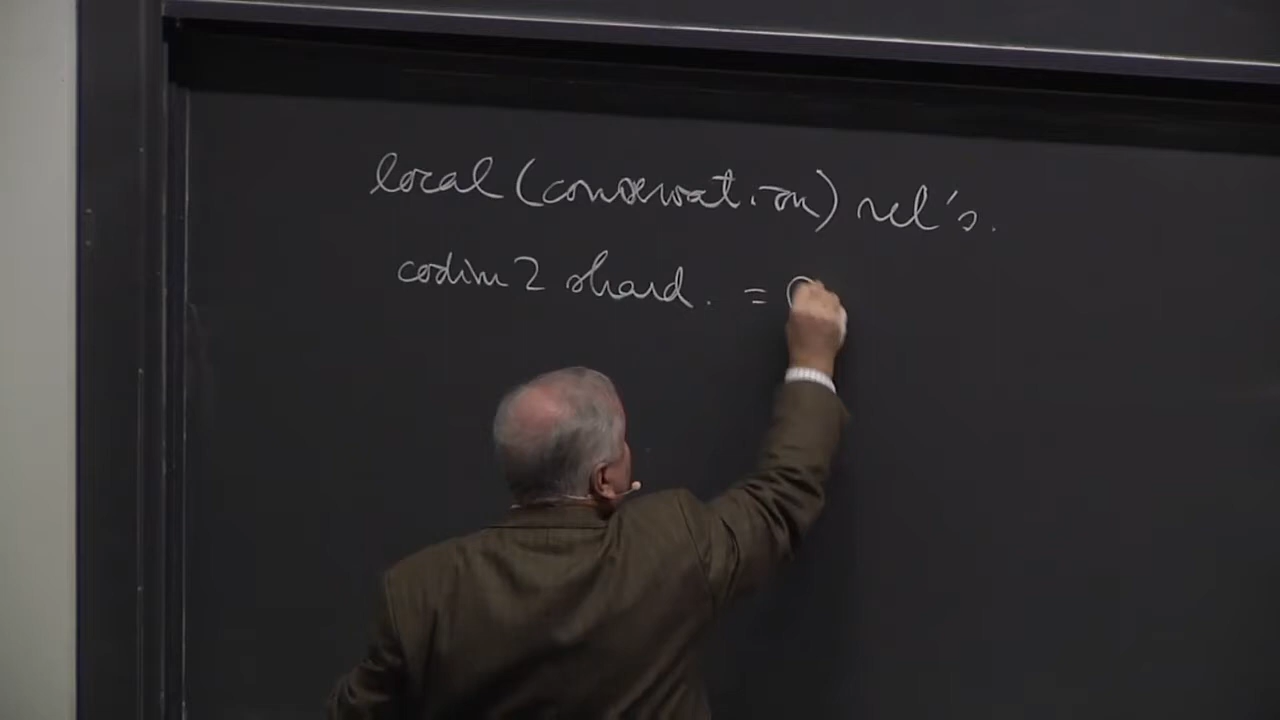 local (conservation) rel's.
codim 2 shard. =